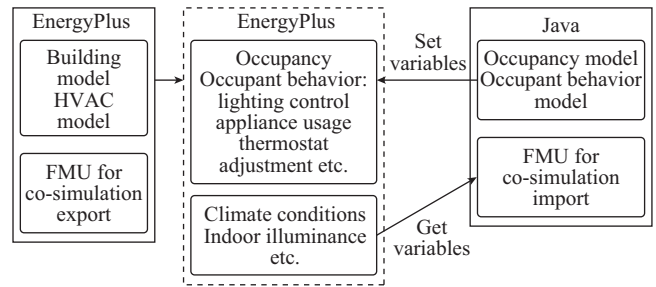 EnergyPlus
Building
model
HVAC
model
FMU for
co-simulation
export
EnergyPlus
Occupancy
Occupant behavior:
lighting control
appliance usage
thermostat
adjustment etc.
Climate conditions
Indoor illuminance
etc.
Set
variables
Get
variables
Java
Occupancy model
Occupant behavior
model
FMU for
co-simulation
import